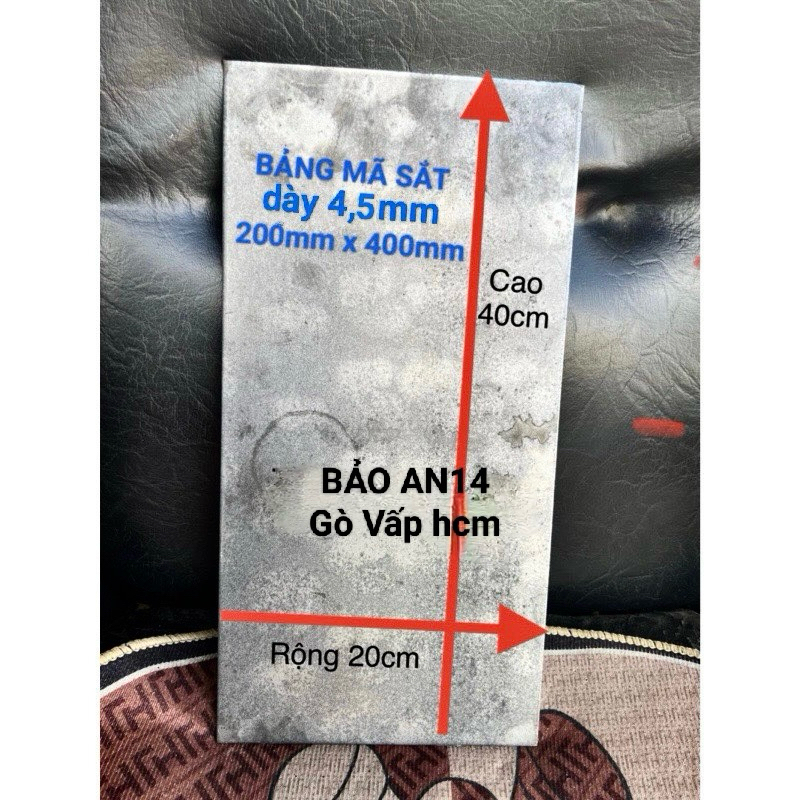 BẢNG MÃ SẮT
dày 4,5mm
200mm x 400mm
Cao
40cm
BẢO AN14
Gò Vấp hcm
Rộng 20cm